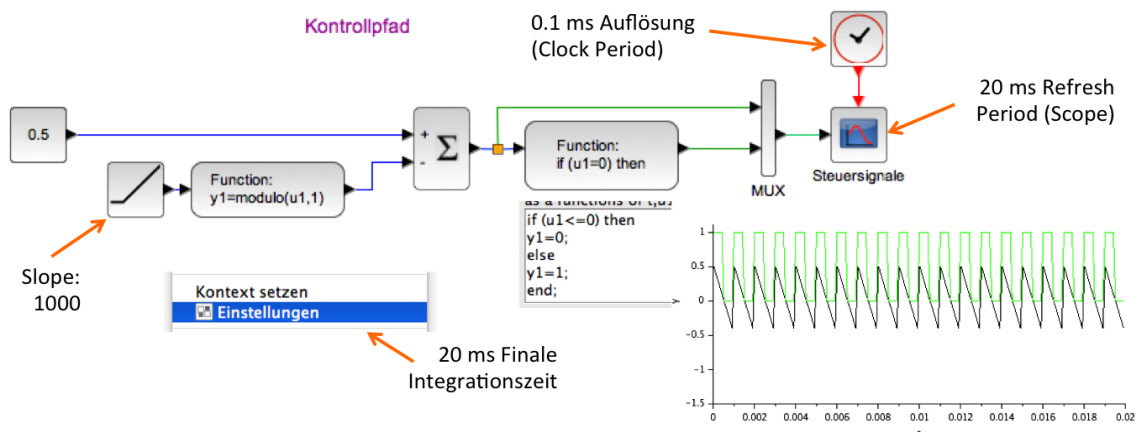 Kontrollpfad
0.1 ms Auflösung
(Clock Period)
20 ms Refresh
Period (Scope)
0.5
+
-
Σ
Function:
y1=modulo(u1,1)
Function:
if (u1=0) then
MUX
Steuersignale
Slope:
1000
Kontext setzen
Einstellungen
20 ms Finale
Integrationszeit
as a functions of t,u
if (u1<=0) then
y1=0;
else
y1=1;
end;
y
1
0.5
0
-0.5
-1
-1.5
0 0.002 0.004 0.006 0.008 0.01 0.012 0.014 0.016 0.018 0.02